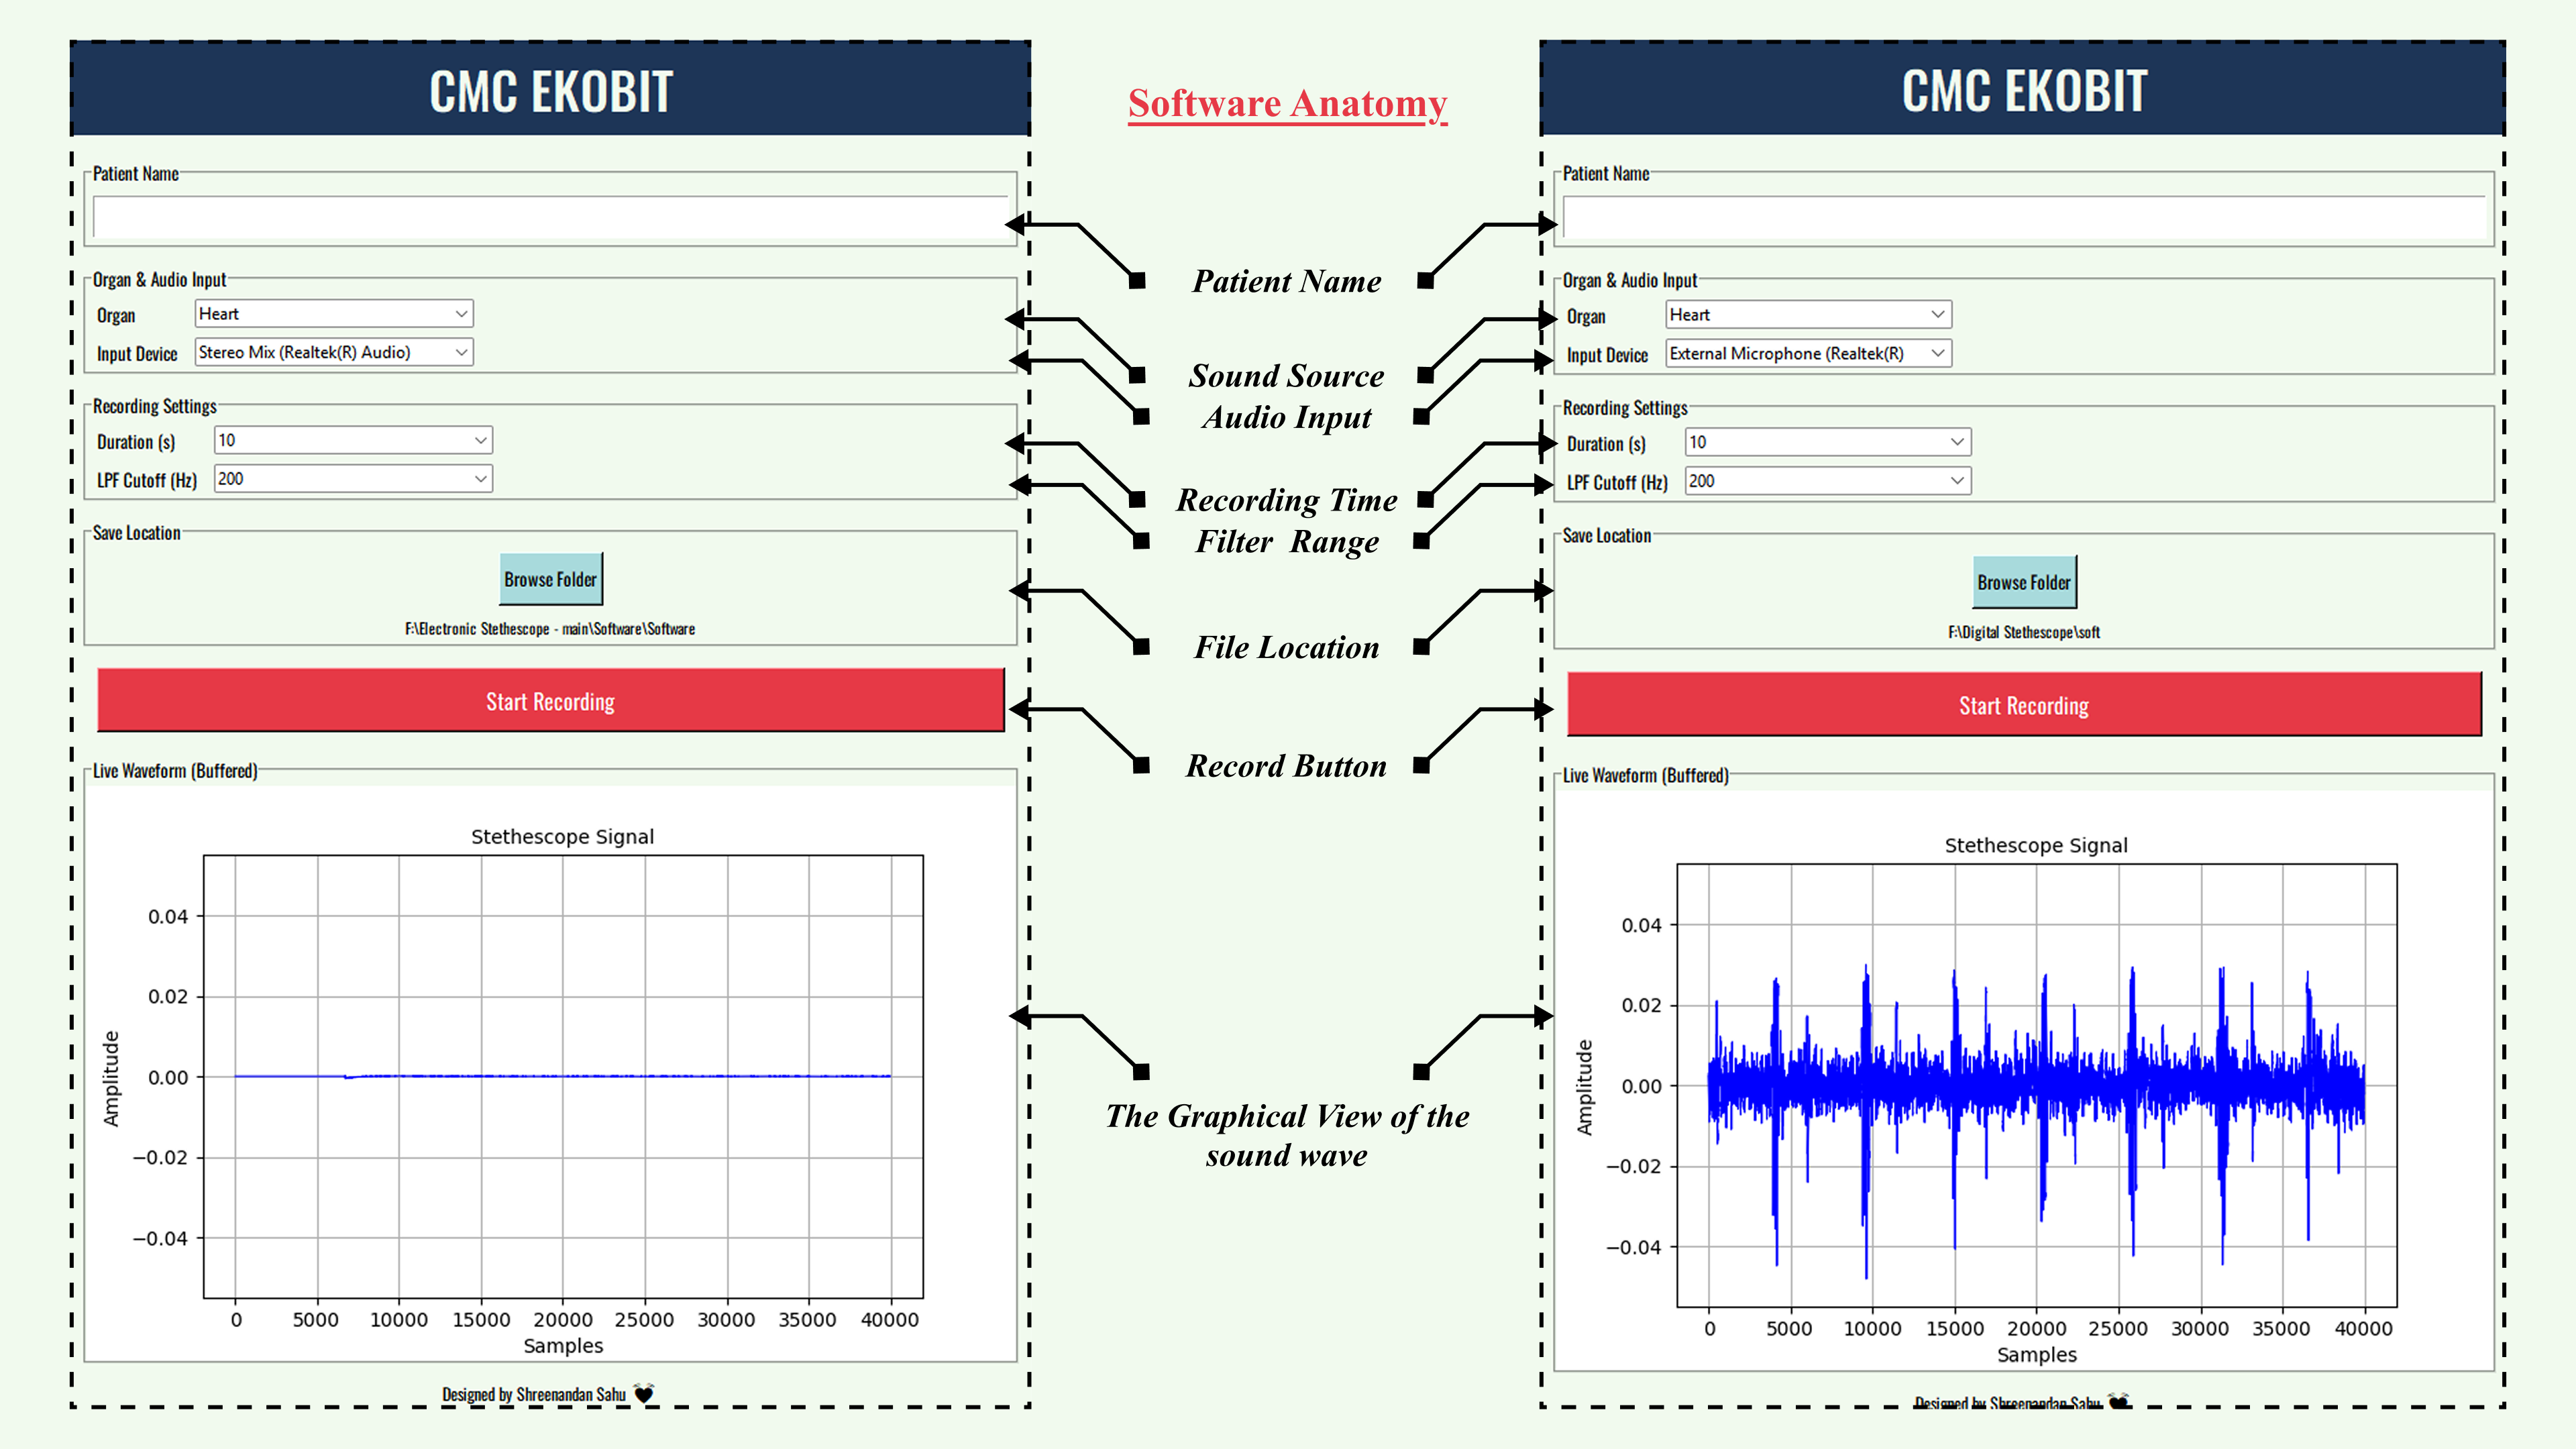 CMC EKOBIT
Patient Name
Organ & Audio Input
Organ
Heart
Input Device
Stereo Mix (Realtek(R) Audio)
Recording Settings
Duration (s)
10
LPF Cutoff (Hz)
200
Save Location
Browse Folder
F:\Electronic Stethescope - main\Software\Software
Start Recording
Live Waveform (Buffered)
Stethescope Signal
Amplitude
0.04
0.02
0.00
−0.02
−0.04
0 5000 10000 15000 20000 25000 30000 35000 40000
Samples
Designed by Shreenandan Sahu
Software Anatomy
Patient Name
Sound Source
Audio Input
Recording Time
Filter Range
File Location
Record Button
The Graphical View of the
sound wave
CMC EKOBIT
Patient Name
Organ & Audio Input
Organ
Heart
Input Device
External Microphone (Realtek(R)
Recording Settings
Duration (s)
10
LPF Cutoff (Hz)
200
Save Location
Browse Folder
F:\Digital Stethescope\soft
Start Recording
Live Waveform (Buffered)
Stethescope Signal
Amplitude
0.04
0.02
0.00
−0.02
−0.04
0 5000 10000 15000 20000 25000 30000 35000 40000
Samples
Designed by Shreenandan Sahu